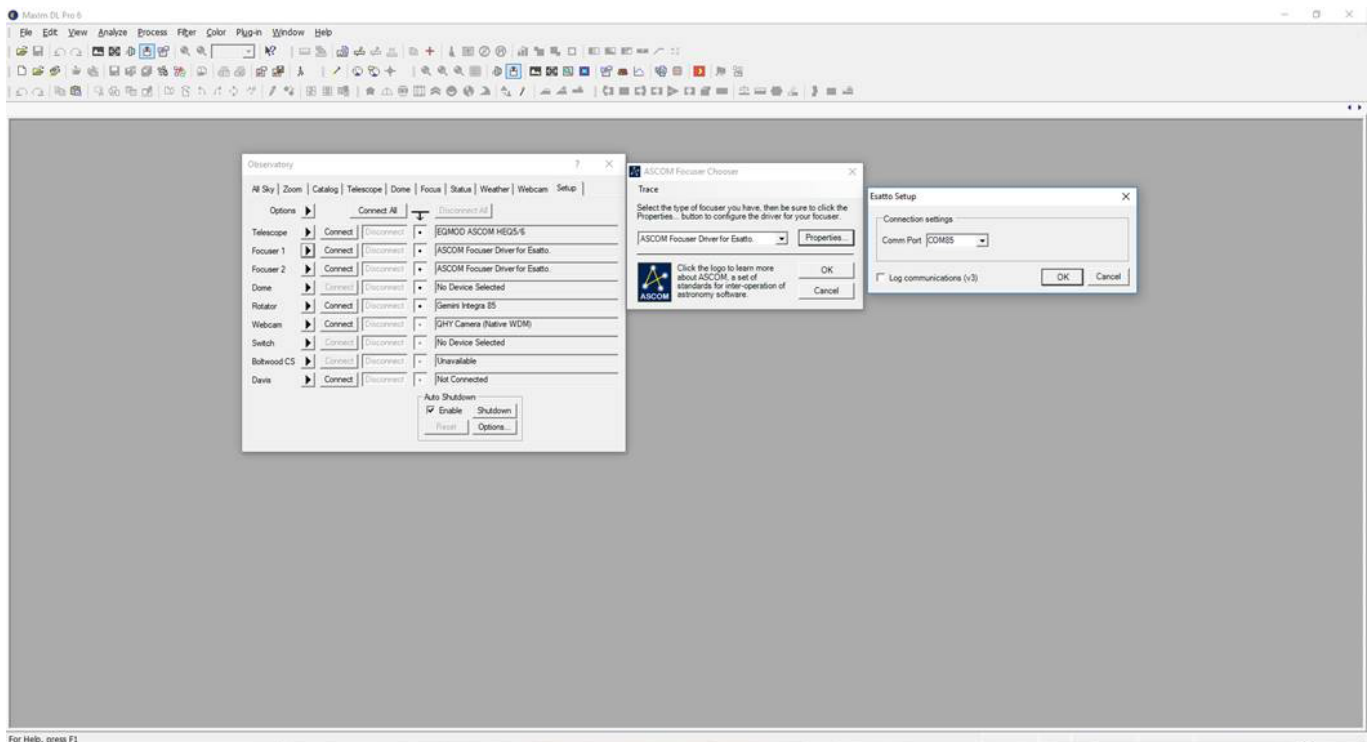 Maxim DL Pro 6
File Edit View Analyze Process Filter Color Plug-in Window Help
Observatory
All Sky Zoom Catalog Telescope Dome Focus Status Weather Webcam Setup
Options Connect All Disconnect All
Telescope Connect Disconnect EQMOD ASCOM HEQ5/6
Focuser 1 Connect Disconnect ASCOM Focuser Driver for Esatto.
Focuser 2 Connect Disconnect ASCOM Focuser Driver for Esatto.
Dome Connect Disconnect No Device Selected
Rotator Connect Disconnect Gemini Integra 85
Webcam Connect Disconnect QHY Camera (Native WDM)
Switch Connect Disconnect No Device Selected
Boltwood CS Connect Disconnect Unavailable
Davis Connect Disconnect Not Connected
Auto Shutdown
Enable Shutdown
Reset Options...
ASCOM Focuser Chooser
Trace
Select the type of focuser you have, then be sure to click the
Properties... button to configure the driver for your focuser.
ASCOM Focuser Driver for Esatto. Properties...
ASCOM
Click the logo to learn more
about ASCOM, a set of
standards for inter-operation of
astronomy software.
OK
Cancel
Esatto Setup
Connection settings
Comm Port COM85
Log communications (v3) OK Cancel
For Help, press F1